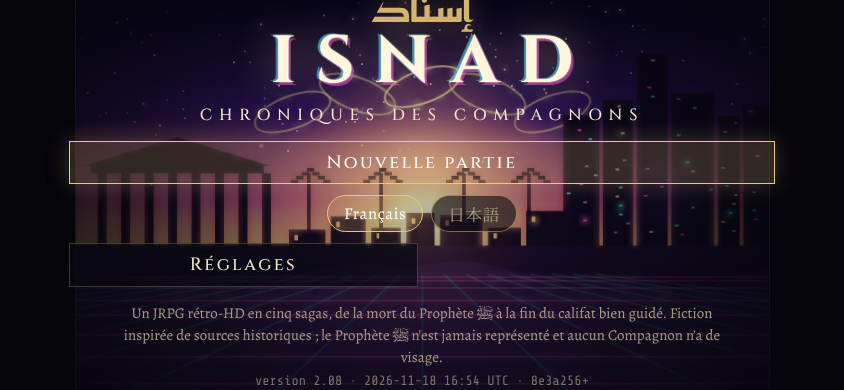 إسناد
ISNAD
CHRONIQUES DES COMPAGNONS
Nouvelle partie
Français
日本語
Réglages
Un JRPG rétro-HD en cinq sagas, de la mort du Prophète ﷺ à la fin du califat bien guidé. Fiction
inspirée de sources historiques ; le Prophète ﷺ n'est jamais représenté et aucun Compagnon n'a de
visage.
version 2.08 · 2026-11-18 16:54 UTC · 8e3a256+